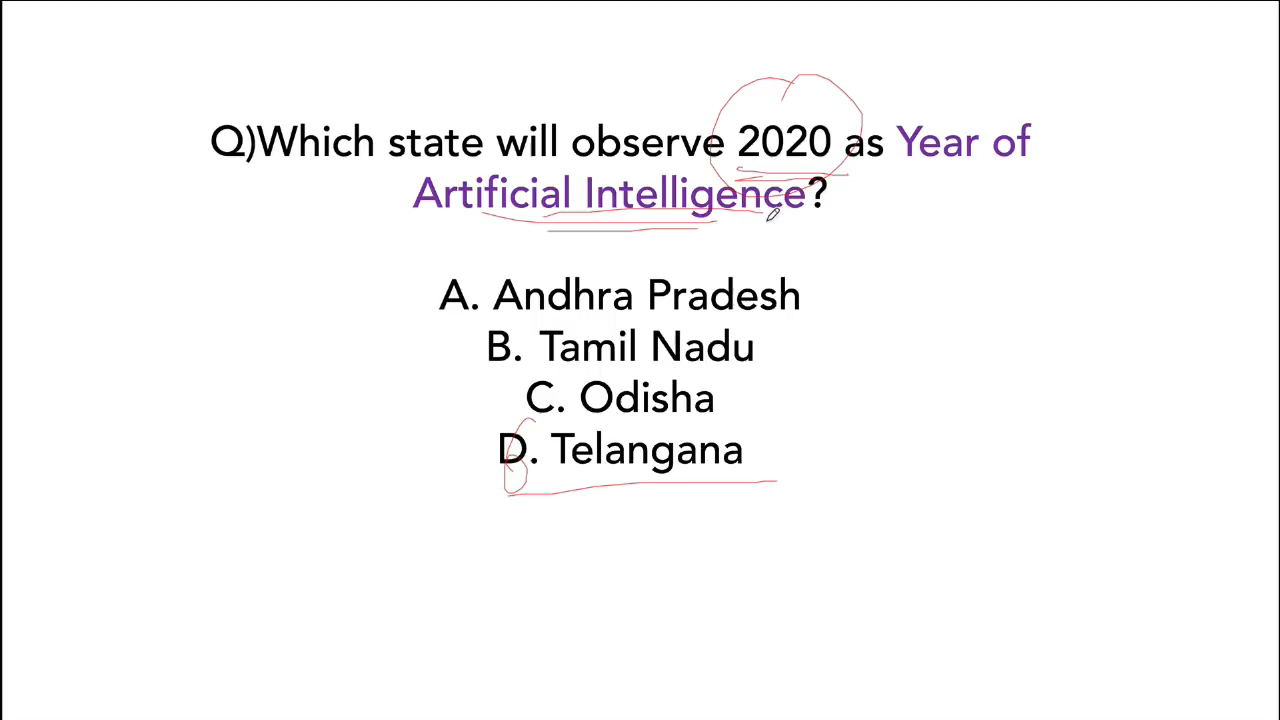 Q)Which state will observe 2020 as Year of
Artificial Intelligence?
A. Andhra Pradesh
B. Tamil Nadu
C. Odisha
D. Telangana